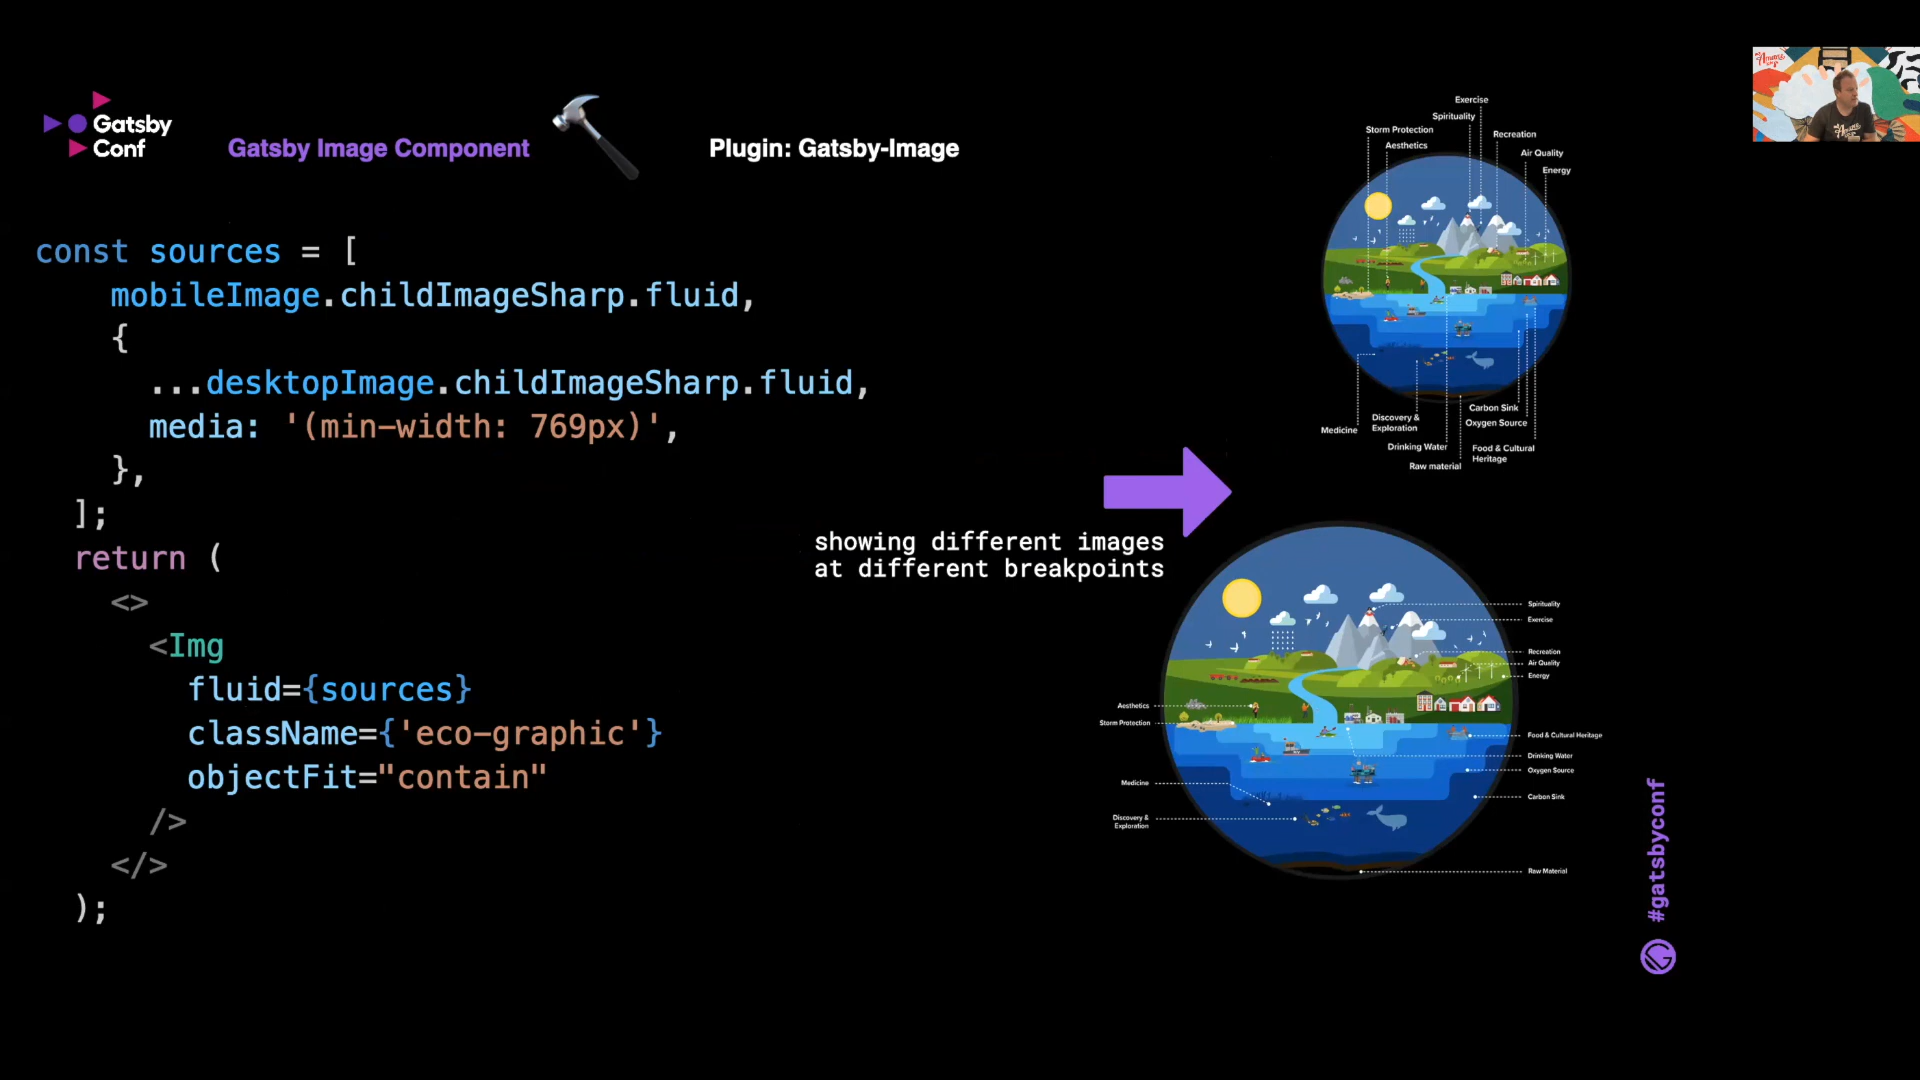 Gatsby
Conf
Gatsby Image Component
Plugin: Gatsby-Image
const sources = [
mobileImage.childImageSharp.fluid,
{
...desktopImage.childImageSharp.fluid,
media: '(min-width: 769px)',
},
];
return (
<>
<Img
fluid={sources}
className={'eco-graphic'}
objectFit="contain"
/>
</>
);
showing different images
at different breakpoints
Exercise
Spirituality
Storm Protection
Recreation
Aesthetics
Air Quality
Energy
Carbon Sink
Discovery &
Exploration
Oxygen Source
Medicine
Drinking Water
Food & Cultural
Heritage
Raw material
Spirituality
Exercise
Recreation
Air Quality
Energy
Aesthetics
Storm Protection
Food & Cultural Heritage
Drinking Water
Oxygen Source
Medicine
Carbon Sink
Discovery &
Exploration
Raw Material
#gatsbyconf